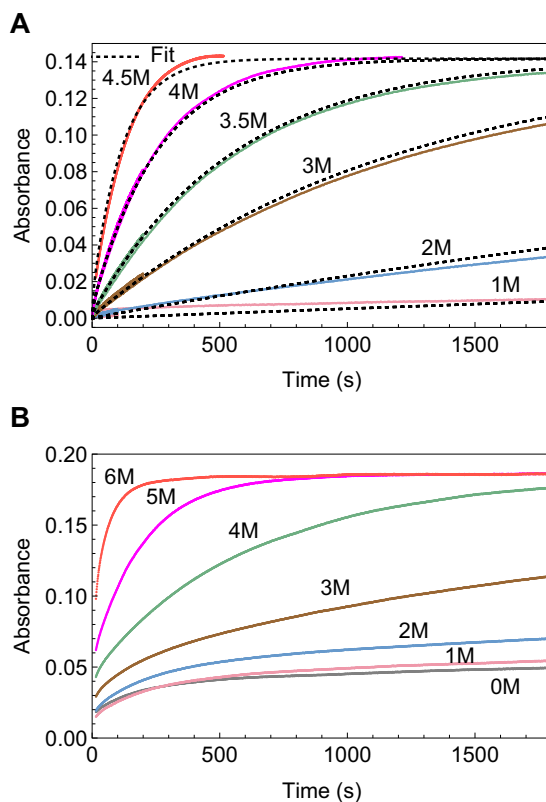 A
Fit
0.14
4.5M
4M
0.12
3.5M
0.10
3M
0.08
0.06
0.04
2M
0.02
1M
0.00
0 500 1000 1500
Absorbance
Time (s)
B
0.20
6M
5M
0.15
4M
3M
0.10
2M
1M
0.05
0M
0.00
0 500 1000 1500
Absorbance
Time (s)